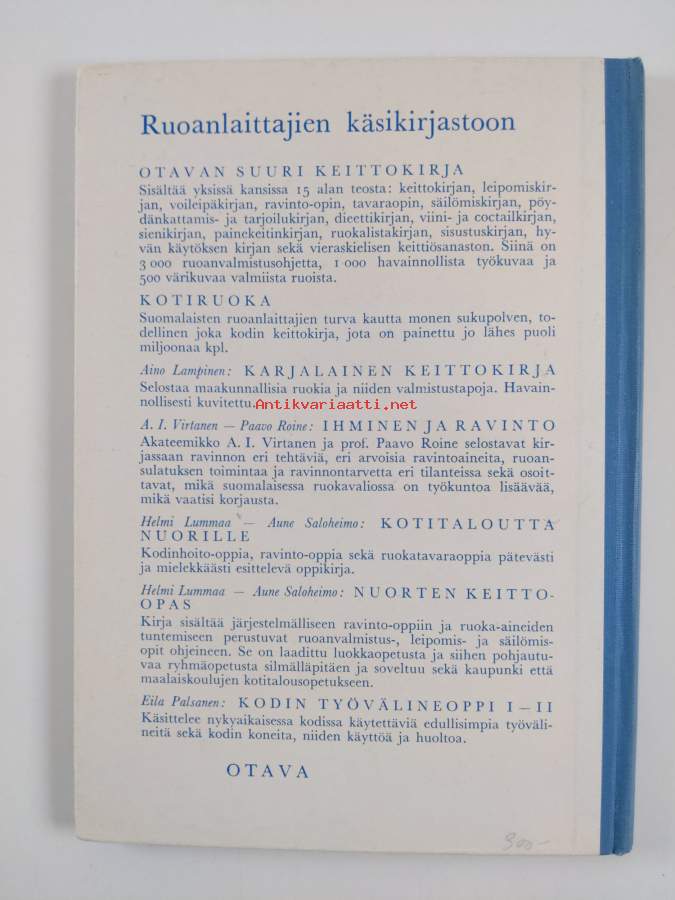 Ruoanlaittajien käsikirjastoon
OTAVAN SUURI KEITTOKIRJA
Sisältää yksissä kansissa 15 alan teosta: keittokirjan, leipomiskir-
jan, voileipäkirjan, ravinto-opin, tavaraopin, säilömiskirjan, pöy-
dänkattamis- ja tarjoilukirjan, dieettikirjan, viini- ja coctailkirjan,
sienikirjan, painekeitinkirjan, ruokalistakirjan, sisustuskirjan, hy-
vän käytöksen kirjan sekä vieraskielisen keittiösanaston. Siinä on
3 000 ruoanvalmistusohjetta, 1 000 havainnollista työkuvaa ja
500 värikuvaa valmiista ruoista.
KOTIRUOKA
Suomalaisten ruoanlaittajien turva kautta monen sukupolven, to-
dellinen joka kodin keittokirja, jota on painettu jo lähes puoli
miljoonaa kpl.
Aino Lampinen: KARJALAINEN KEITTOKIRJA
Selostaa maakunnallisia ruokia ja niiden valmistustapoja. Havain-
nollisesti kuvitettu.
Antikvariaatti.net
A. I. Virtanen — Paavo Roine: IHMINEN JA RAVINTO
Akateemikko A. I. Virtanen ja prof. Paavo Roine selostavat kir-
jassaan ravinnon eri tehtäviä, eri arvoisia ravintoaineita, ruoan-
sulatuksen toimintaa ja ravinnontarvetta eri tilanteissa sekä osoit-
tavat, mikä suomalaisessa ruokavaliossa on työkuntoa lisäävää,
mikä vaatisi korjausta.
Helmi Lummaa — Aune Saloheimo: KOTITALOUTTA
NUORILLE
Kodinhoito-oppia, ravinto-oppia sekä ruokatavaraoppia pätevästi
ja mielekkäästi esittelevä oppikirja.
Helmi Lummaa — Aune Saloheimo: NUORTEN KEITTO-
OPAS
Kirja sisältää järjestelmälliseen ravinto-oppiin ja ruoka-aineiden
tuntemiseen perustuvat ruoanvalmistus-, leipomis- ja säilömis-
opit ohjeineen. Se on laadittu luokkaopetusta ja siihen pohjautu-
vaa ryhmäopetusta silmälläpitäen ja soveltuu sekä kaupunki että
maalaiskoulujen kotitalousopetukseen.
Eila Palsanen: KODIN TYÖVÄLINEOPPI I–II
Käsittelee nykyaikaisessa kodissa käytettäviä edullisimpia työväli-
neitä sekä kodin koneita, niiden käyttöä ja huoltoa.
OTAVA